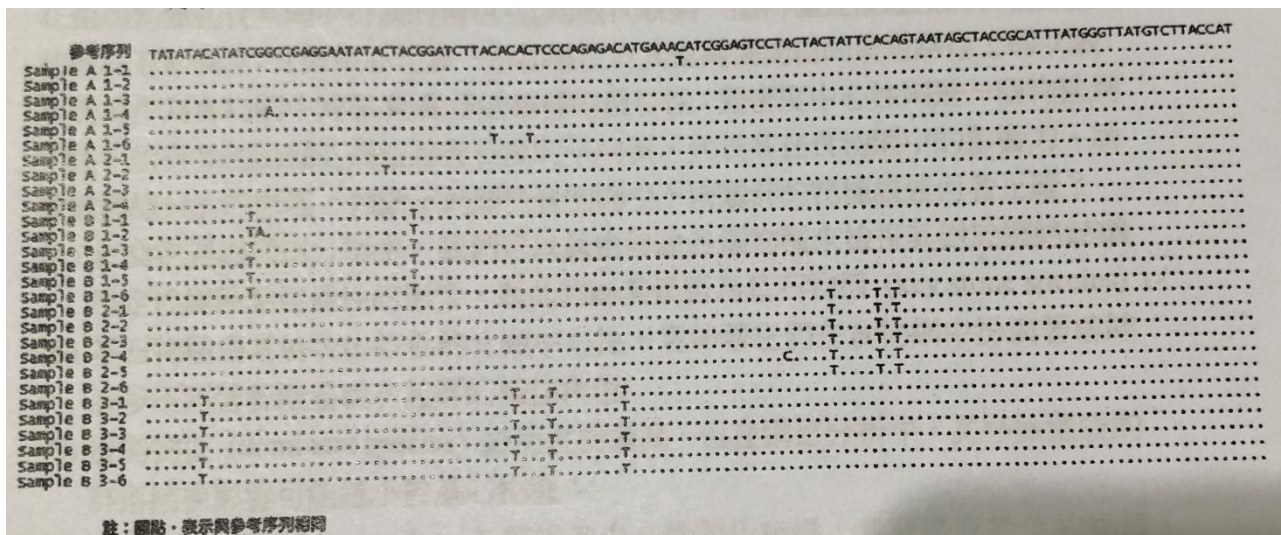 參考序列 TATATACATATCGGCCGAGGAATATACTACGGATCTTACACACTCCCAGAGACATGAAACATCGGAGTCCTACTACTATTCACAGTAATAGCTACCGCATTTATGGGTTATGTCTTACCAT
Sample A 1-1 T
Sample A 1-2
Sample A 1-3
Sample A 1-4 A
Sample A 1-5
Sample A 1-6 T...T
Sample A 2-1
Sample A 2-2 T
Sample A 2-3
Sample A 2-4
Sample B 1-1 T T
Sample B 1-2 TA T
Sample B 1-3 T T
Sample B 1-4 T T
Sample B 1-5 T T
Sample B 1-6 T T
Sample B 2-1 T....T.T
Sample B 2-2 T....T.T
Sample B 2-3 T....T.T
Sample B 2-4 T....T.T
Sample B 2-5 C....T....T.T
Sample B 2-6 T....T.T
Sample B 3-1 T T...T.......T
Sample B 3-2 T T...T.......T
Sample B 3-3 T T...T.......T
Sample B 3-4 T T...T.......T
Sample B 3-5 T T...T.......T
Sample B 3-6 T T...T.......T
註：圓點·表示與參考序列相同